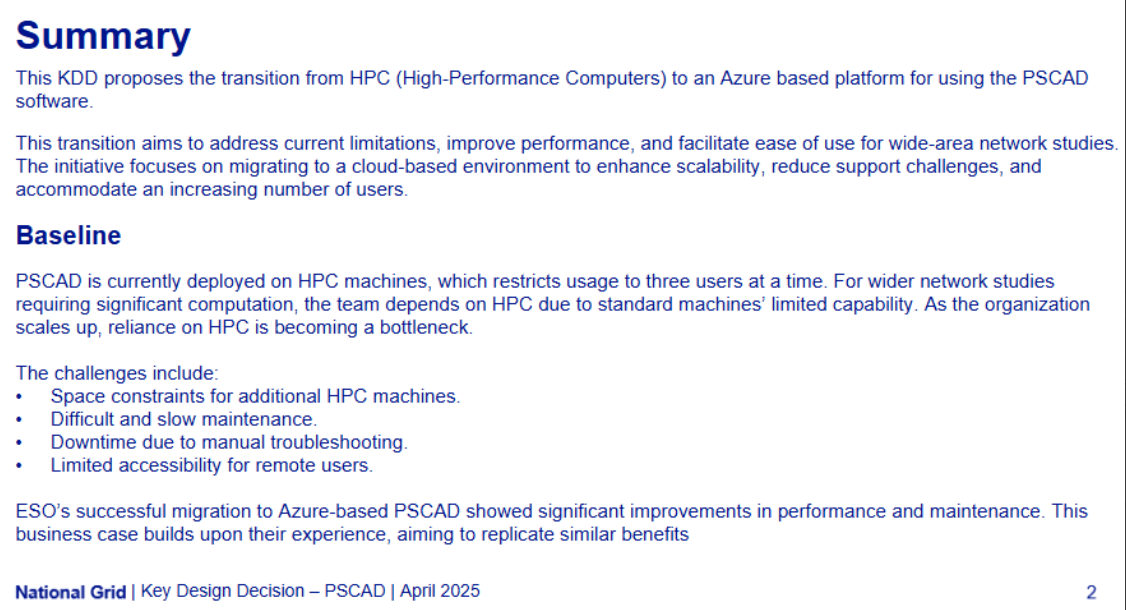 Summary
This KDD proposes the transition from HPC (High-Performance Computers) to an Azure based platform for using the PSCAD
software.
This transition aims to address current limitations, improve performance, and facilitate ease of use for wide-area network studies.
The initiative focuses on migrating to a cloud-based environment to enhance scalability, reduce support challenges, and
accommodate an increasing number of users.
Baseline
PSCAD is currently deployed on HPC machines, which restricts usage to three users at a time. For wider network studies
requiring significant computation, the team depends on HPC due to standard machines’ limited capability. As the organization
scales up, reliance on HPC is becoming a bottleneck.
The challenges include:
• Space constraints for additional HPC machines.
• Difficult and slow maintenance.
• Downtime due to manual troubleshooting.
• Limited accessibility for remote users.
ESO’s successful migration to Azure-based PSCAD showed significant improvements in performance and maintenance. This
business case builds upon their experience, aiming to replicate similar benefits
National Grid | Key Design Decision – PSCAD | April 2025 2